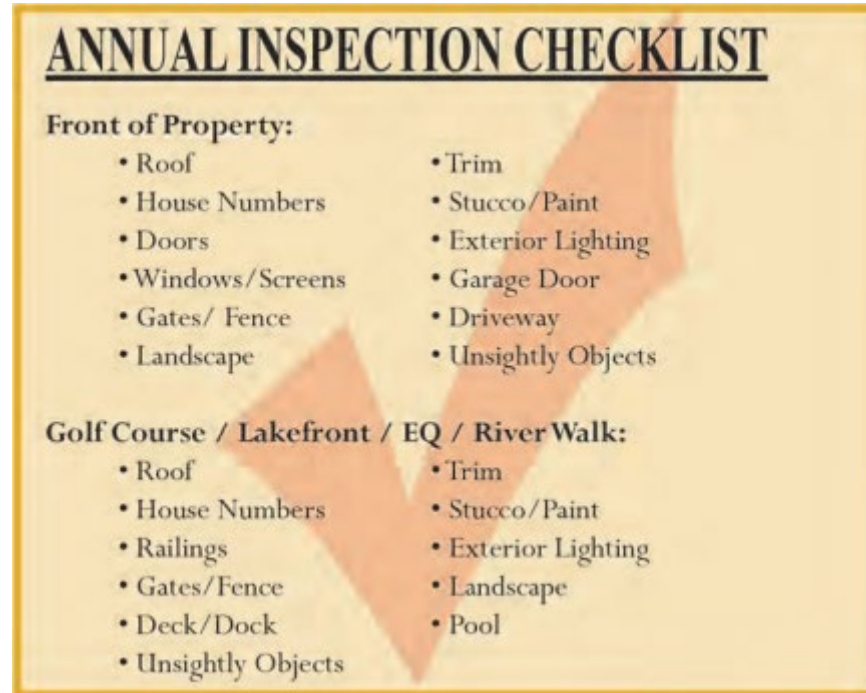 ANNUAL INSPECTION CHECKLIST
Front of Property:
• Roof
• House Numbers
• Doors
• Windows/Screens
• Gates/ Fence
• Landscape
• Trim
• Stucco/Paint
• Exterior Lighting
• Garage Door
• Driveway
• Unsightly Objects
Golf Course / Lakefront / EQ / River Walk:
• Roof
• House Numbers
• Railings
• Gates/Fence
• Deck/Dock
• Unsightly Objects
• Trim
• Stucco/Paint
• Exterior Lighting
• Landscape
• Pool